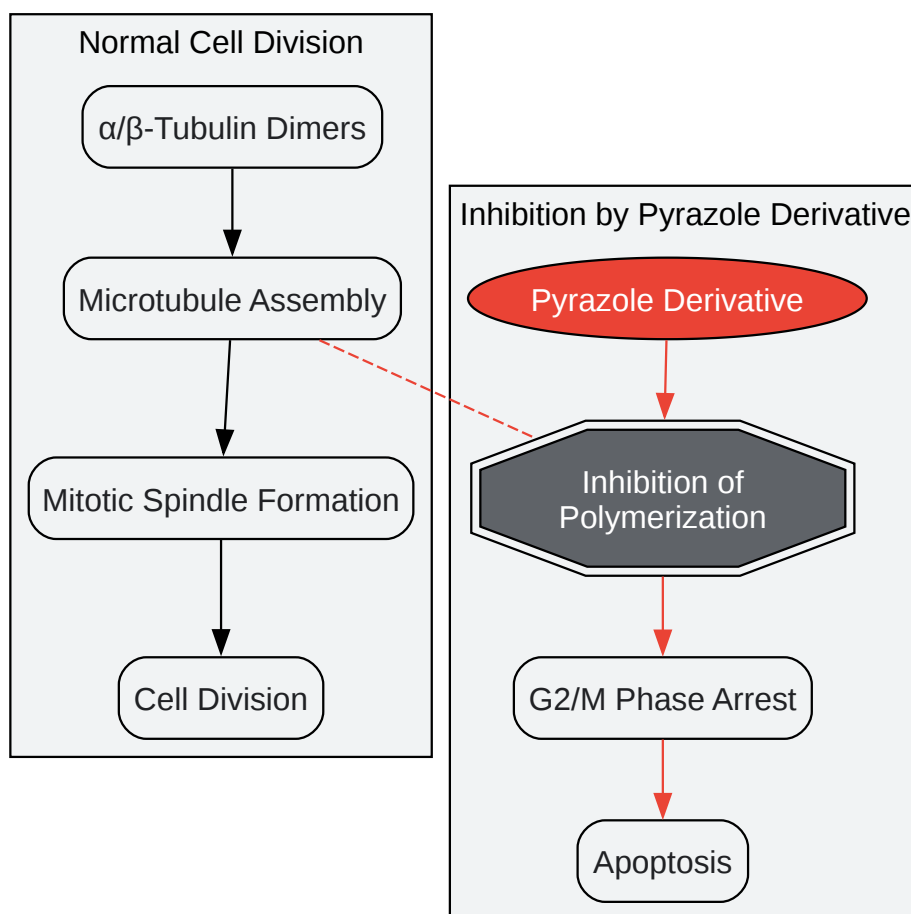 Normal Cell Division
α/β-Tubulin Dimers
Microtubule Assembly
Mitotic Spindle Formation
Cell Division
Inhibition by Pyrazole Derivative
Pyrazole Derivative
Inhibition of
Polymerization
G2/M Phase Arrest
Apoptosis